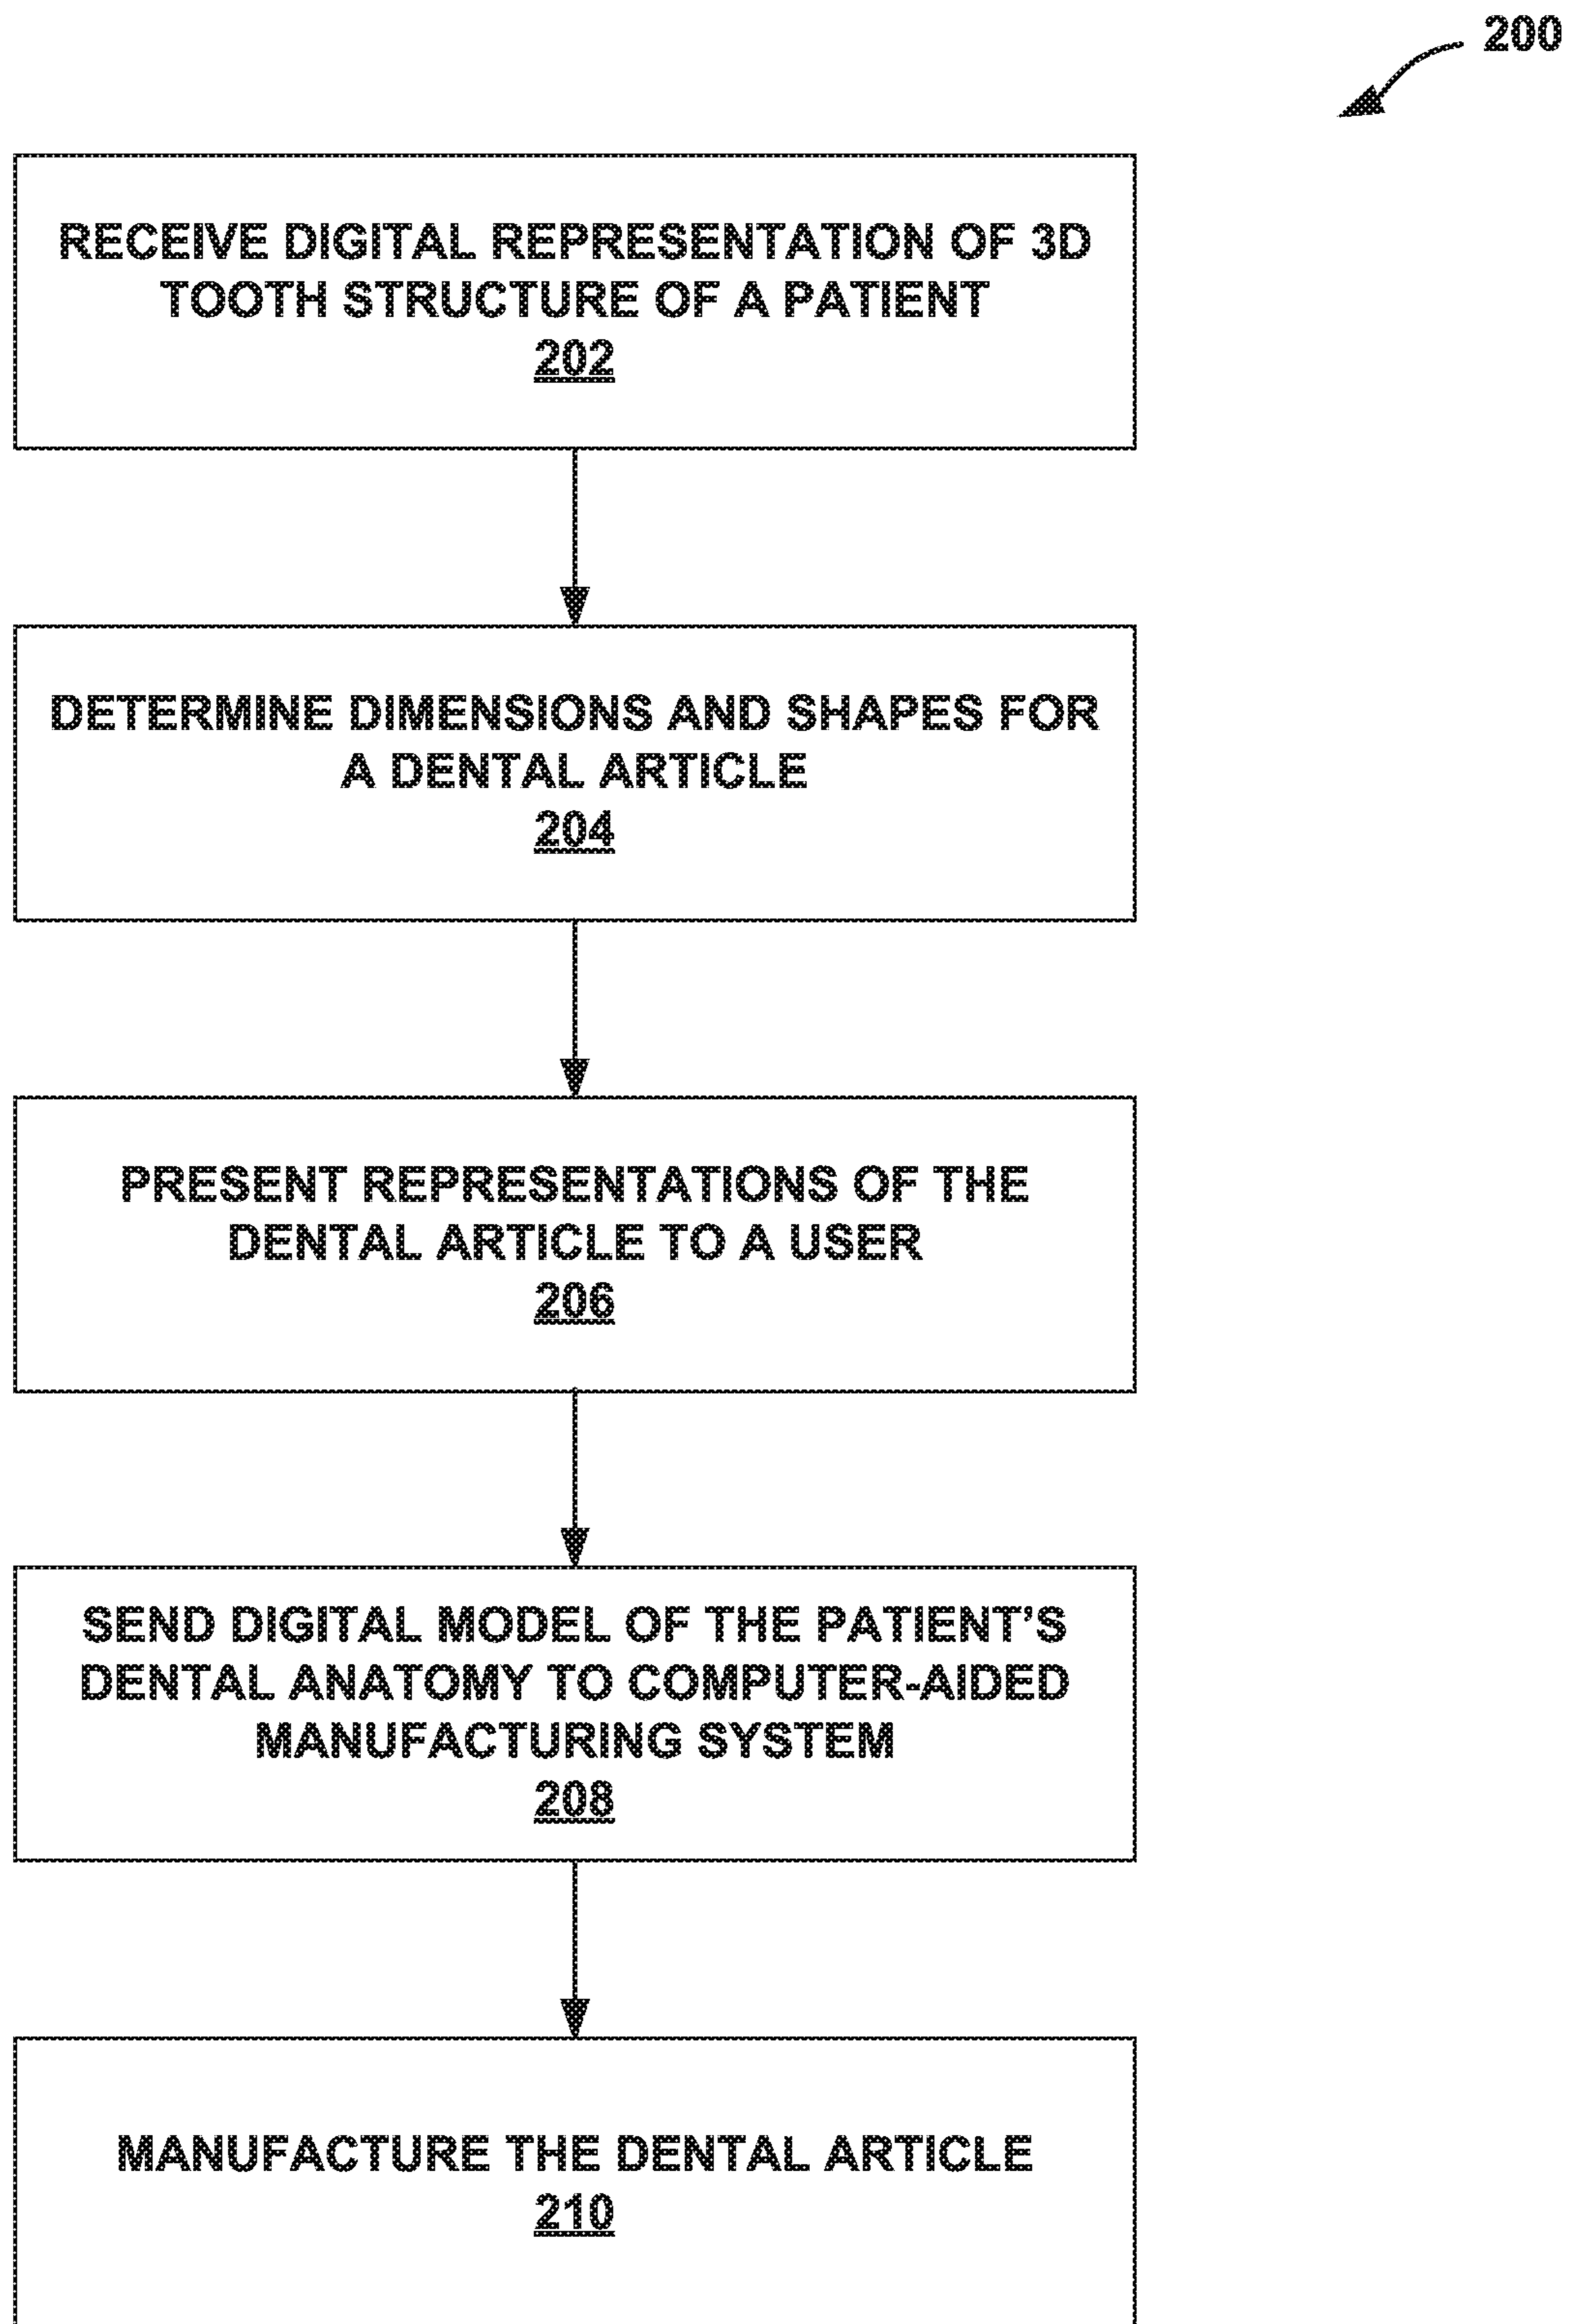 200
RECEIVE DIGITAL REPRESENTATION OF 3D
TOOTH STRUCTURE OF A PATIENT
202
DETERMINE DIMENSIONS AND SHAPES FOR
A DENTAL ARTICLE
204
PRESENT REPRESENTATIONS OF THE
DENTAL ARTICLE TO A USER
206
SEND DIGITAL MODEL OF THE PATIENT’S
DENTAL ANATOMY TO COMPUTER-AIDED
MANUFACTURING SYSTEM
208
MANUFACTURE THE DENTAL ARTICLE
210